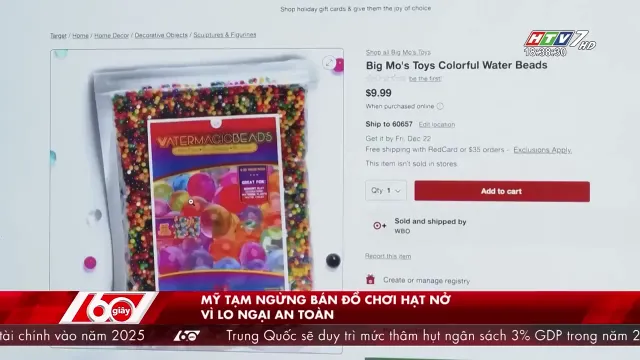 Shop holiday gift cards & give them the joy of choice
HTV7 HD
18:38:30
Target / Home / Home Decor / Decorative Objects / Sculptures & Figurines
Shop all Big Mo's Toys
Big Mo's Toys Colorful Water Beads
be the first!
$9.99
When purchased online
Ship to 60657 Edit location
Get it by Fri, Dec 22
Free shipping with RedCard or $35 orders - Exclusions Apply.
This item isn't sold in stores
Qty 1
Add to cart
Sold and shipped by
WBD
Report this item
Create or manage registry
WATERMAGICBEADS
60 giây
MỸ TẠM NGỪNG BÁN ĐỒ CHƠI HẠT NỞ
VÌ LO NGẠI AN TOÀN
tài chính vào năm 2025
60
Trung Quốc sẽ duy trì mức thâm hụt ngân sách 3% GDP trong năm 2